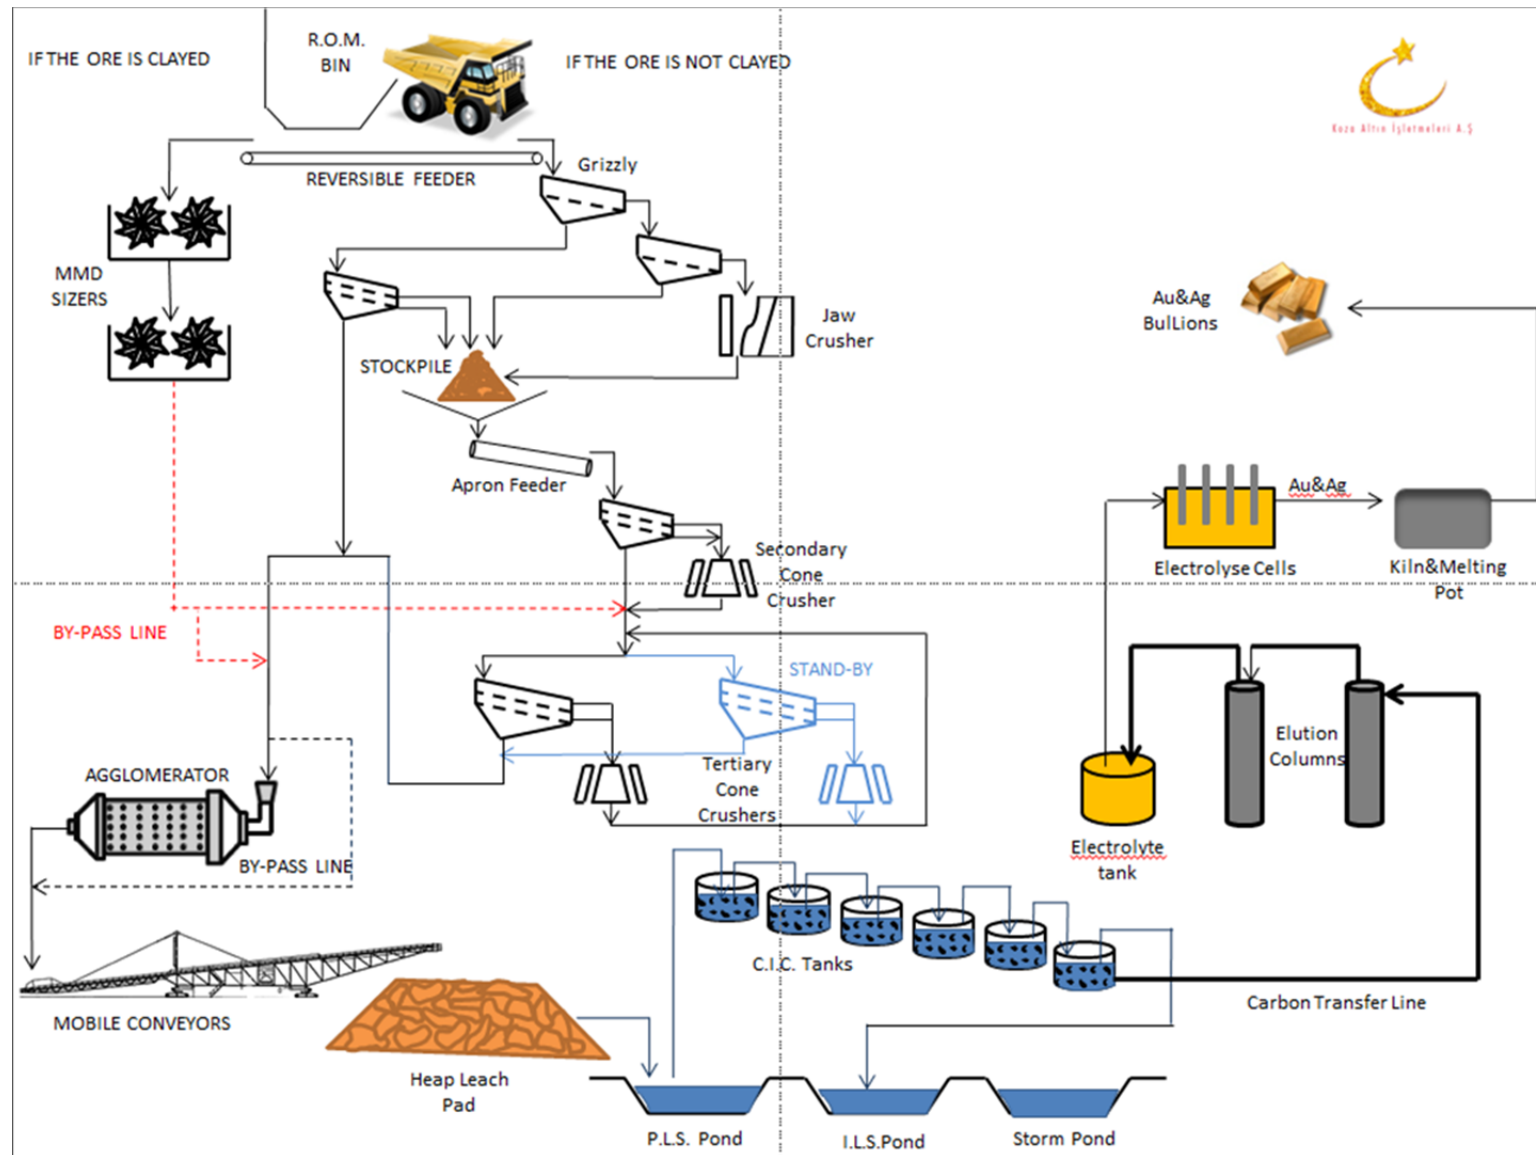 IF THE ORE IS CLAYED
R.O.M.
BIN
IF THE ORE IS NOT CLAYED
Koza Altın İşletmeleri A.Ş
REVERSIBLE FEEDER
Grizzly
MMD
SIZERS
Jaw
Crusher
Au&Ag
BulLions
STOCKPILE
Apron Feeder
Secondary
Cone
Crusher
Au&Ag
Electrolyse Cells
Kiln&Melting
Pot
BY-PASS LINE
STAND-BY
Tertiary
Cone
Crushers
Elution
Columns
AGGLOMERATOR
BY-PASS LINE
Electrolyte
tank
C.I.C. Tanks
Carbon Transfer Line
MOBILE CONVEYORS
Heap Leach
Pad
P.L.S. Pond
I.L.S.Pond
Storm Pond